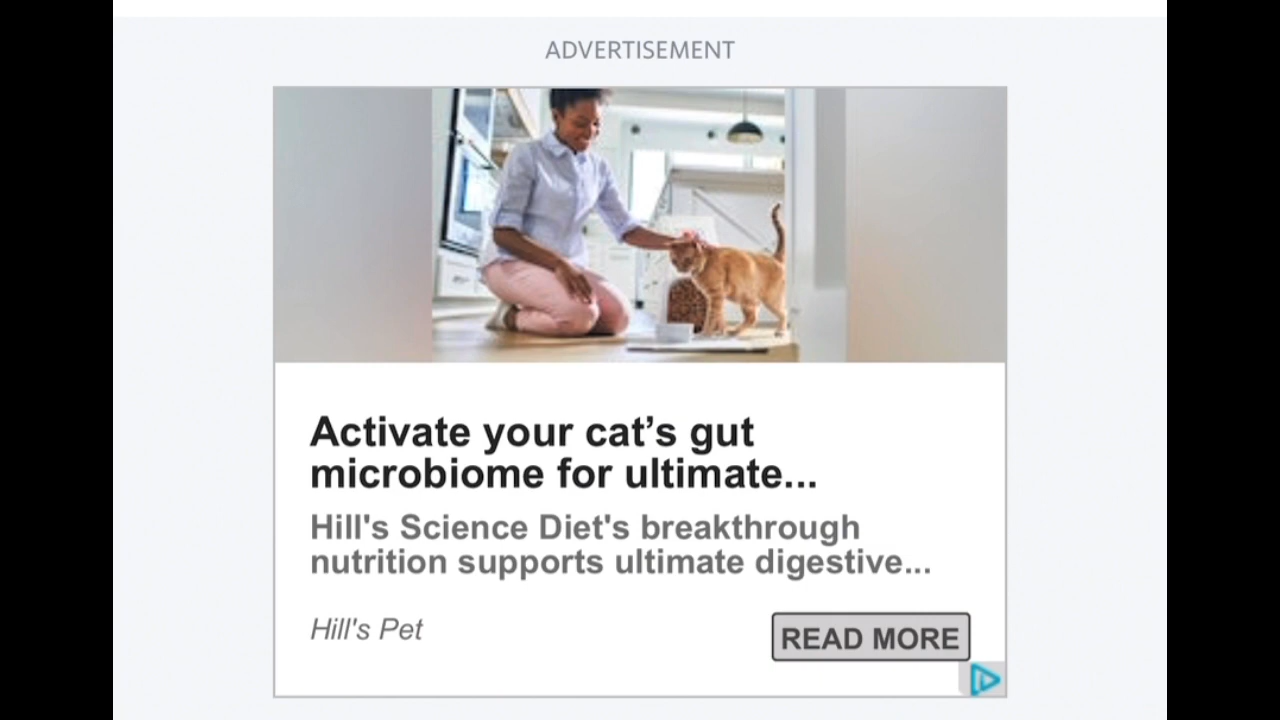 ADVERTISEMENT
Activate your cat’s gut
microbiome for ultimate...
Hill's Science Diet's breakthrough
nutrition supports ultimate digestive...
Hill's Pet
READ MORE